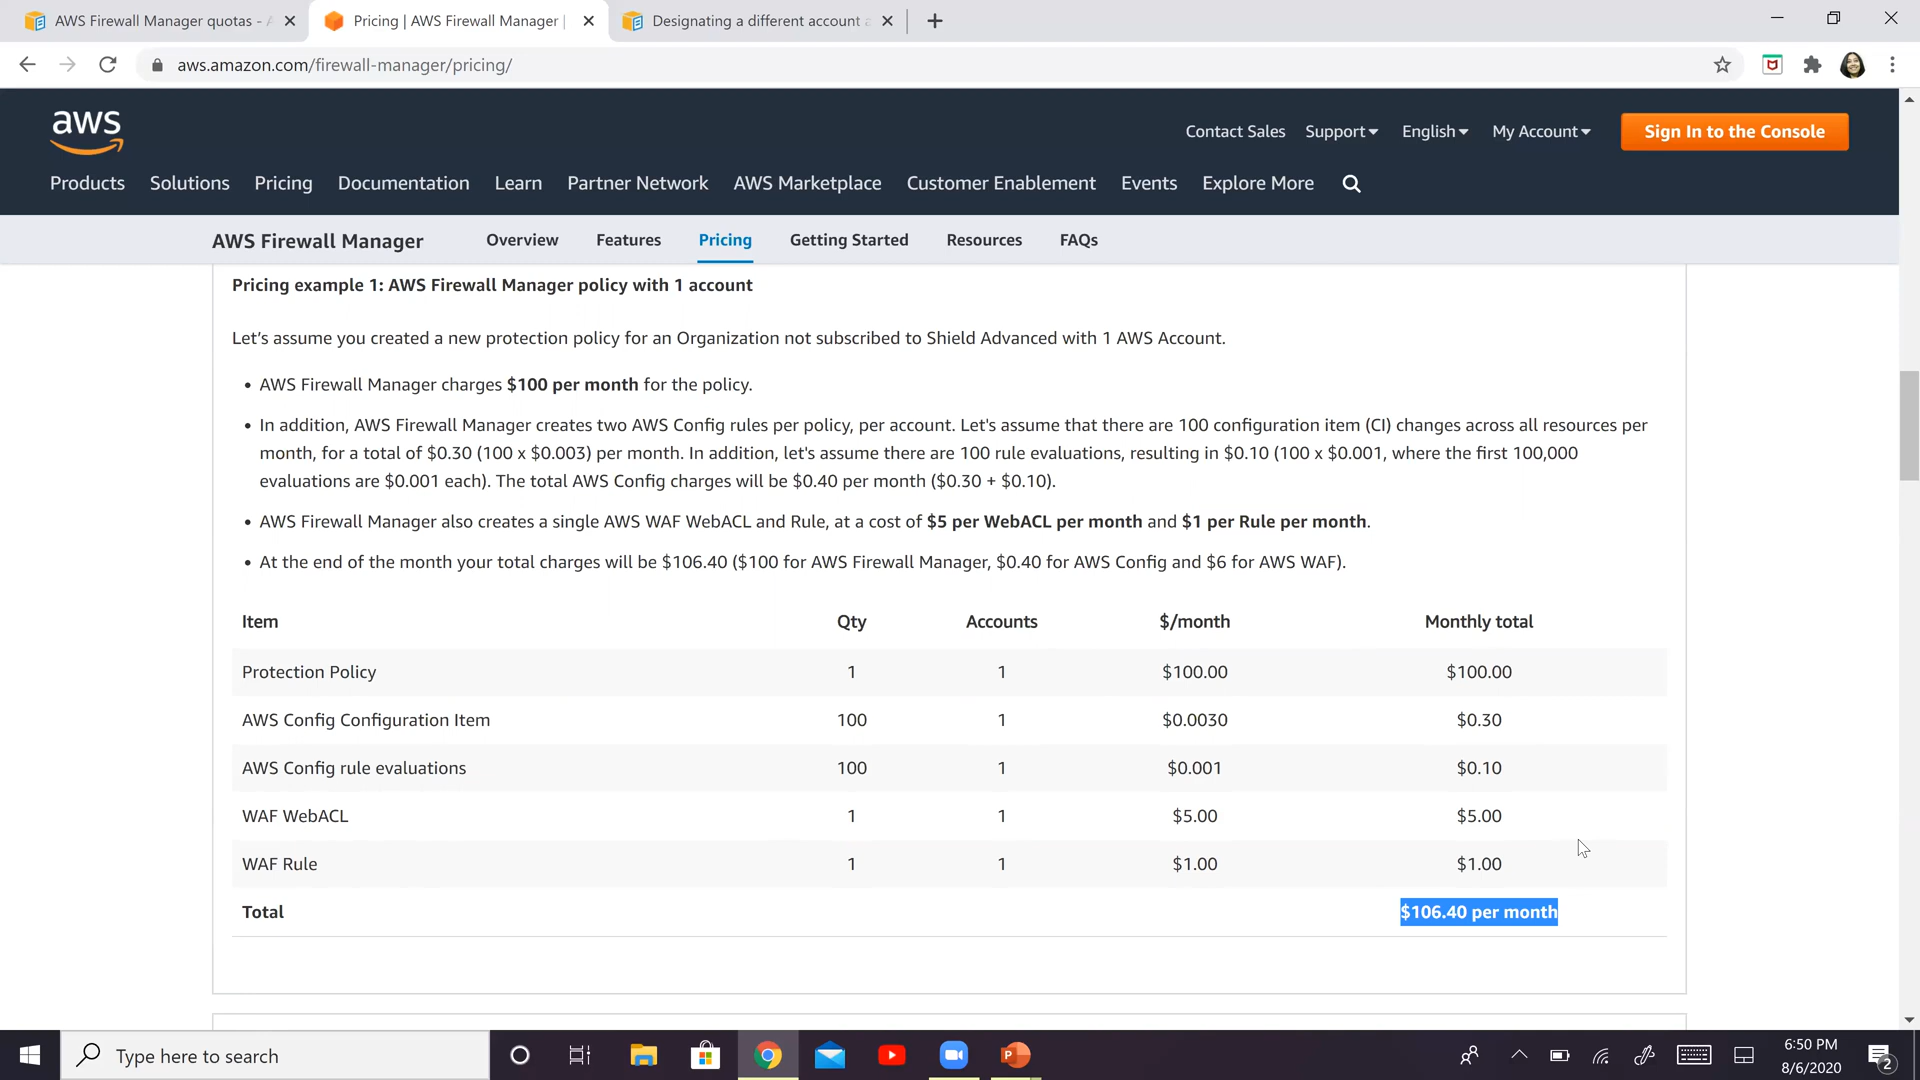 AWS Firewall Manager quotas - A
Pricing | AWS Firewall Manager |
Designating a different account a
aws.amazon.com/firewall-manager/pricing/
aws
Contact Sales Support English My Account Sign In to the Console
Products Solutions Pricing Documentation Learn Partner Network AWS Marketplace Customer Enablement Events Explore More
AWS Firewall Manager Overview Features Pricing Getting Started Resources FAQs
Pricing example 1: AWS Firewall Manager policy with 1 account
Let's assume you created a new protection policy for an Organization not subscribed to Shield Advanced with 1 AWS Account.
• AWS Firewall Manager charges $100 per month for the policy.
• In addition, AWS Firewall Manager creates two AWS Config rules per policy, per account. Let's assume that there are 100 configuration item (CI) changes across all resources per
month, for a total of $0.30 (100 x $0.003) per month. In addition, let's assume there are 100 rule evaluations, resulting in $0.10 (100 x $0.001, where the first 100,000
evaluations are $0.001 each). The total AWS Config charges will be $0.40 per month ($0.30 + $0.10).
• AWS Firewall Manager also creates a single AWS WAF WebACL and Rule, at a cost of $5 per WebACL per month and $1 per Rule per month.
• At the end of the month your total charges will be $106.40 ($100 for AWS Firewall Manager, $0.40 for AWS Config and $6 for AWS WAF).
Item Qty Accounts $/month Monthly total
Protection Policy 1 1 $100.00 $100.00
AWS Config Configuration Item 100 1 $0.0030 $0.30
AWS Config rule evaluations 100 1 $0.001 $0.10
WAF WebACL 1 1 $5.00 $5.00
WAF Rule 1 1 $1.00 $1.00
Total $106.40 per month
Type here to search
6:50 PM
8/6/2020
2